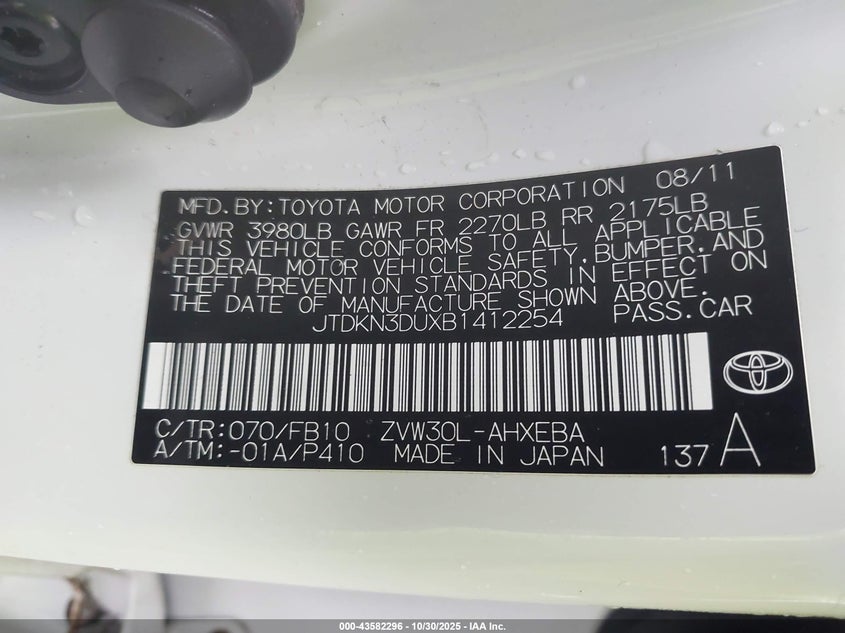 MFD. BY: TOYOTA MOTOR CORPORATION 08/11
GVWR 3980LB GAWR FR 2270LB RR 2175LB
THIS VEHICLE CONFORMS TO ALL APPLICABLE
FEDERAL MOTOR VEHICLE SAFETY, BUMPER, AND
THEFT PREVENTION STANDARDS IN EFFECT ON
THE DATE OF MANUFACTURE SHOWN ABOVE.
JTDKN3DUXB1412254 PASS. CAR
C/TR: 070/FB10 ZVW30L-AHXEBA
A/TM: -01A/P410 MADE IN JAPAN 137 A
000-43582296 - 10/30/2025 - IAA Inc.